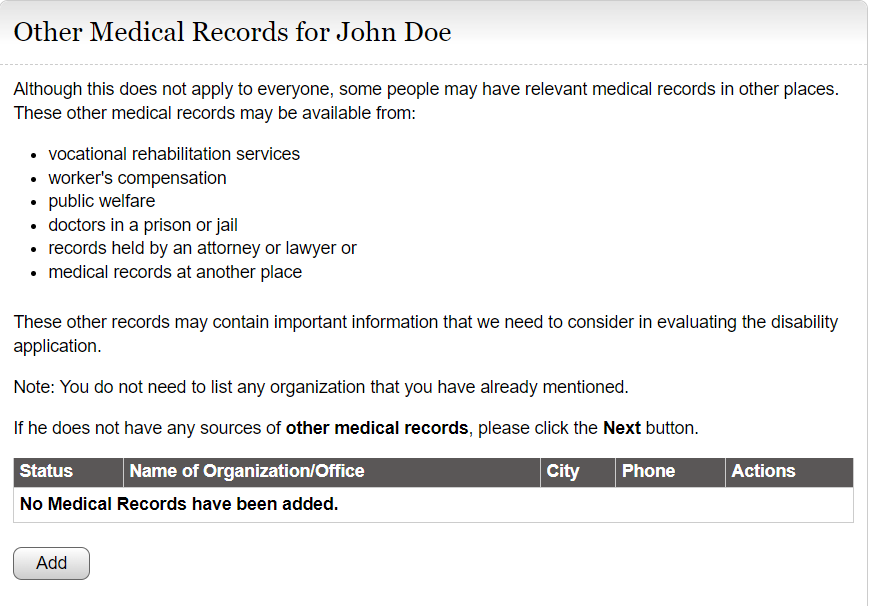 Other Medical Records for John Doe
Although this does not apply to everyone, some people may have relevant medical records in other places.
These other medical records may be available from:
• vocational rehabilitation services
• worker's compensation
• public welfare
• doctors in a prison or jail
• records held by an attorney or lawyer or
• medical records at another place
These other records may contain important information that we need to consider in evaluating the disability
application.
Note: You do not need to list any organization that you have already mentioned.
If he does not have any sources of other medical records, please click the Next button.
Status Name of Organization/Office City Phone Actions
No Medical Records have been added.
Add